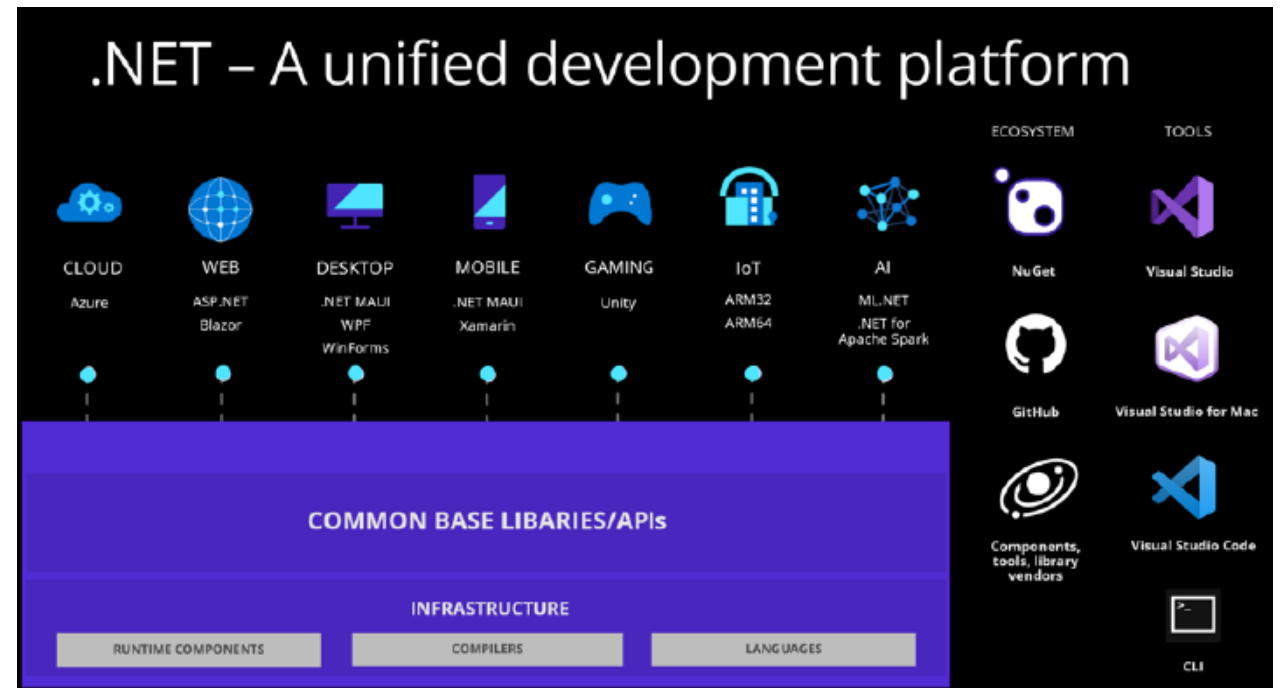 .NET – A unified development platform
ECOSYSTEM
TOOLS
CLOUD
Azure
WEB
ASP.NET
Blazor
DESKTOP
.NET MAUI
WPF
WinForms
MOBILE
.NET MAUI
Xamarin
GAMING
Unity
IoT
ARM32
ARM64
AI
ML.NET
.NET for
Apache Spark
NuGet
GitHub
Components,
tools, library
vendors
Visual Studio
Visual Studio for Mac
Visual Studio Code
>_
CLI
COMMON BASE LIBARIES/APIs
INFRASTRUCTURE
RUNTIME COMPONENTS
COMPILERS
LANGUAGES